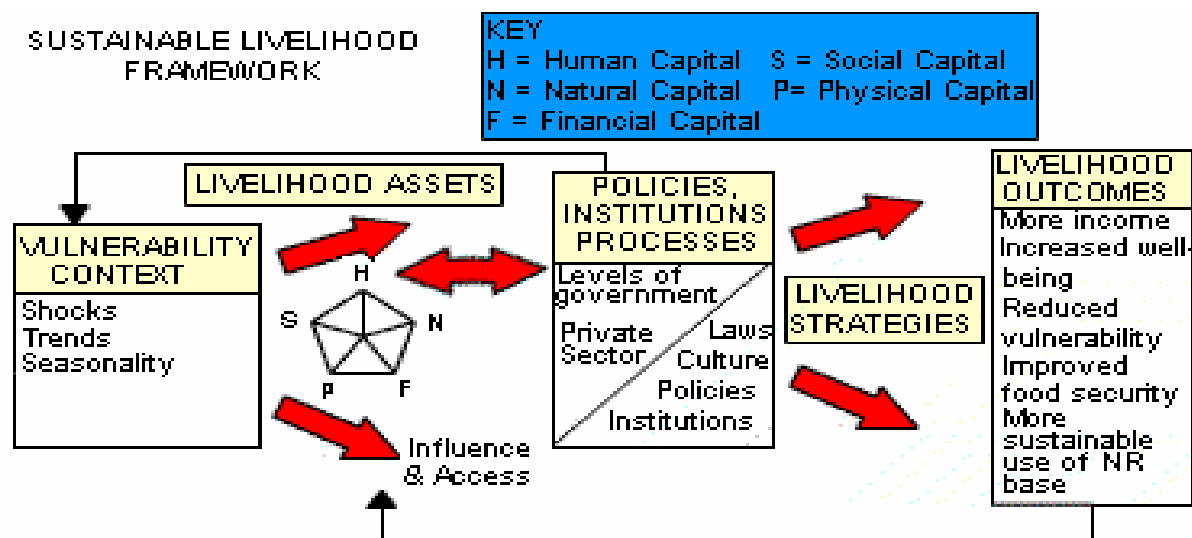 SUSTAINABLE LIVELIHOOD
FRAMEWORK
KEY
H = Human Capital S = Social Capital
N = Natural Capital P= Physical Capital
F = Financial Capital
LIVELIHOOD ASSETS
VULNERABILITY
CONTEXT
Shocks
Trends
Seasonality
H
S
N
P
F
Influence
& Access
POLICIES,
INSTITUTIONS
PROCESSES
Levels of
government
Private
Sector
Laws
Culture
Policies
Institutions
LIVELIHOOD
STRATEGIES
LIVELIHOOD
OUTCOMES
More income
Increased well-
being
Reduced
vulnerability
Improved
food security
More
sustainable
use of NR
base